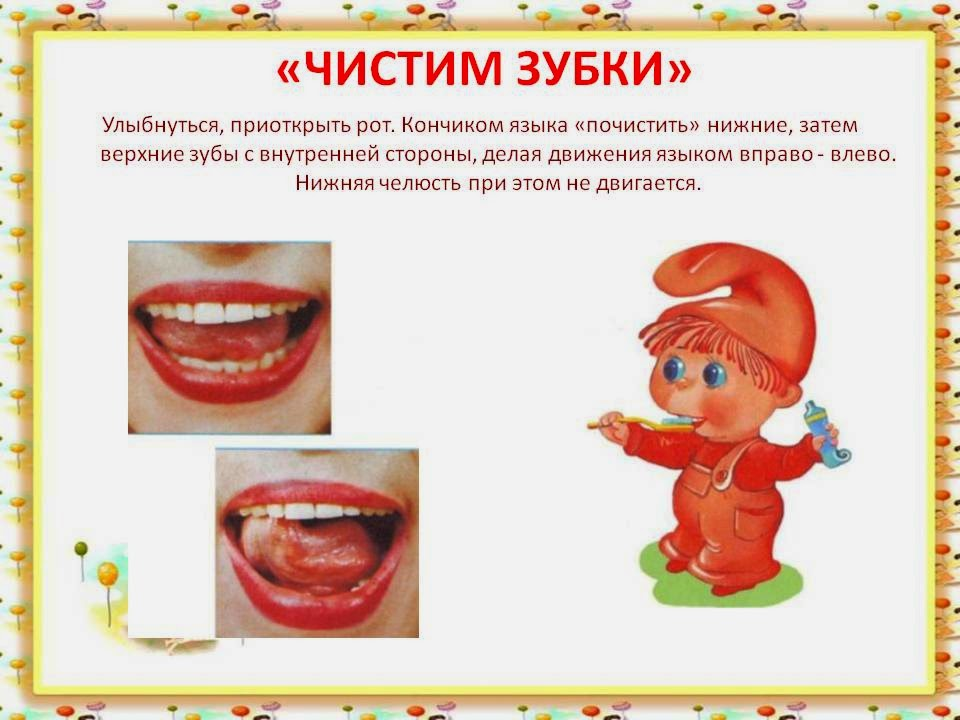 «ЧИСТИМ ЗУБКИ»
Улыбнуться, приоткрыть рот. Кончиком языка «почистить» нижние, затем
верхние зубы с внутренней стороны, делая движения языком вправо - влево.
Нижняя челюсть при этом не двигается.